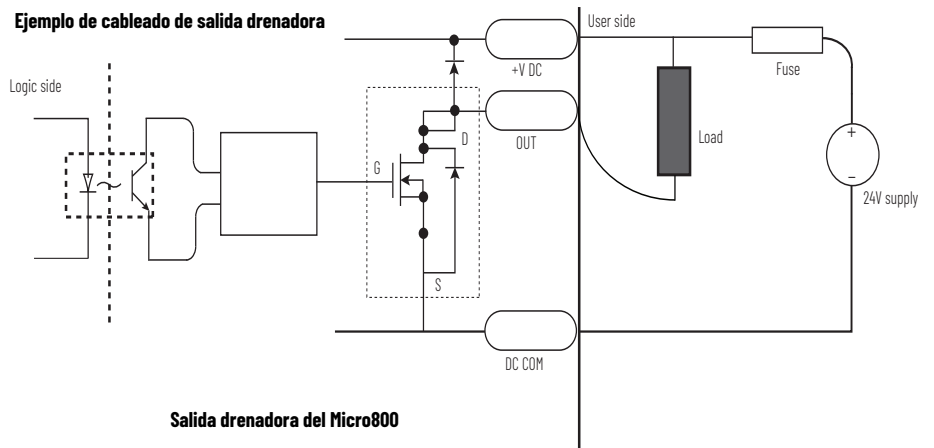 Ejemplo de cableado de salida drenadora
User side
+V DC
Fuse
Logic side
D
OUT
Load
G
+
−
24V supply
S
DC COM
Salida drenadora del Micro800